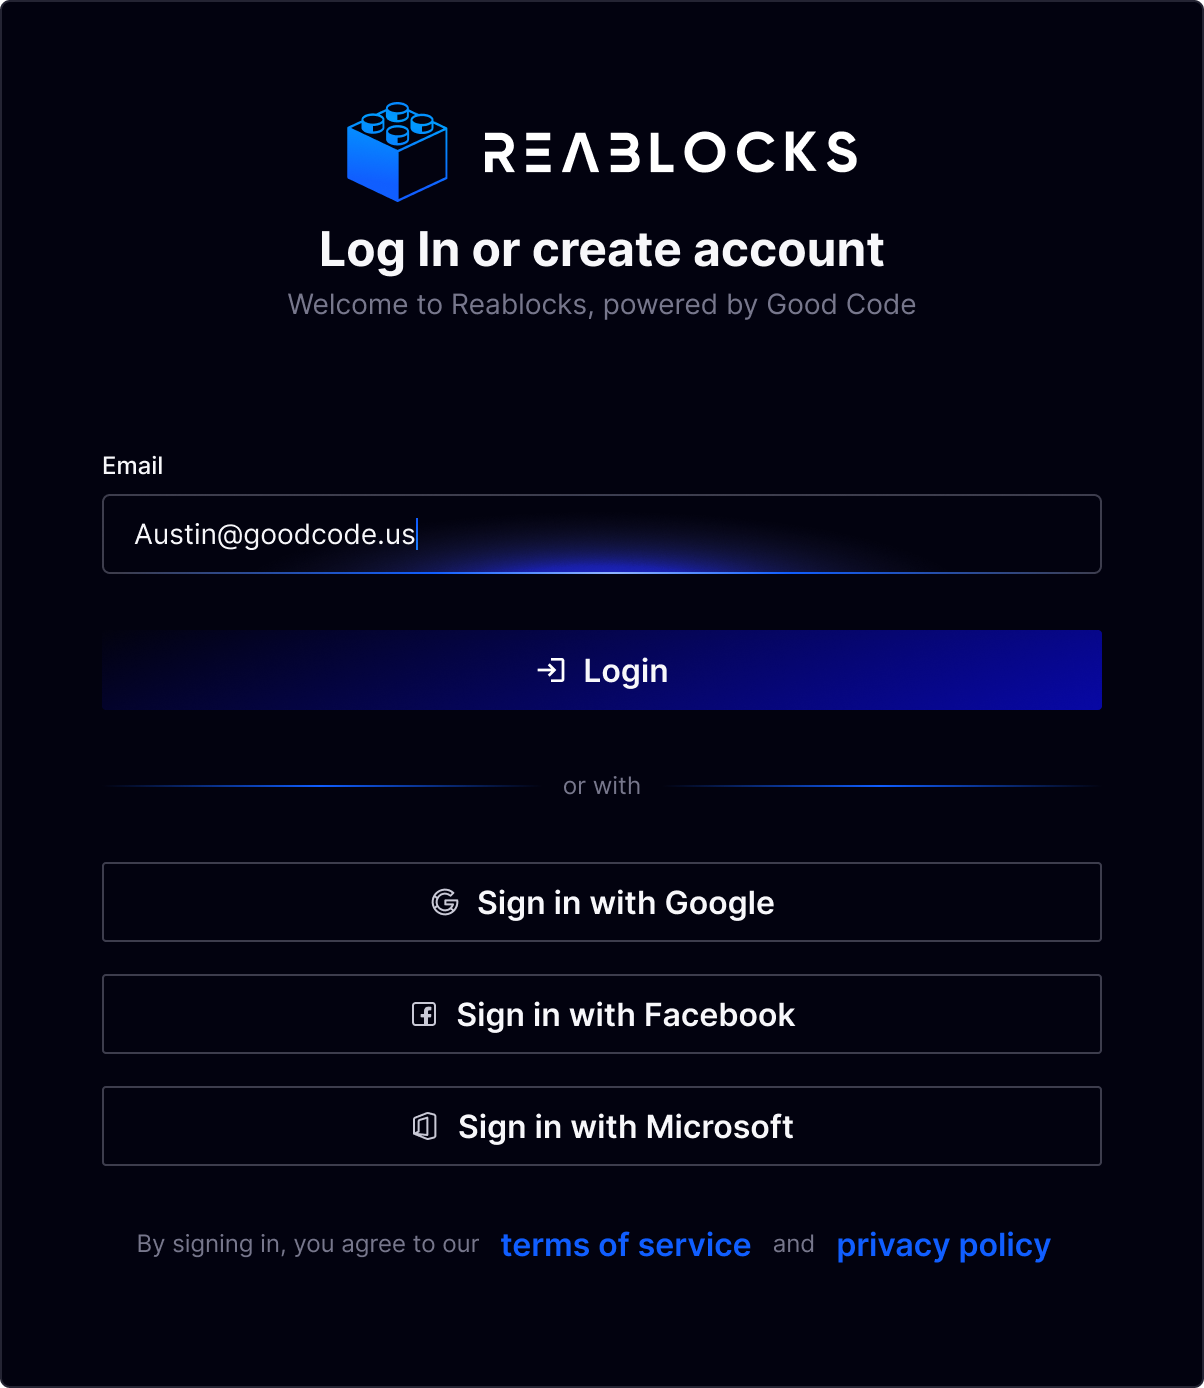 REABLOCKS
Log In or create account
Welcome to Reablocks, powered by Good Code
Email
Austin@goodcode.us
Login
or with
Sign in with Google
Sign in with Facebook
Sign in with Microsoft
By signing in, you agree to our terms of service and privacy policy